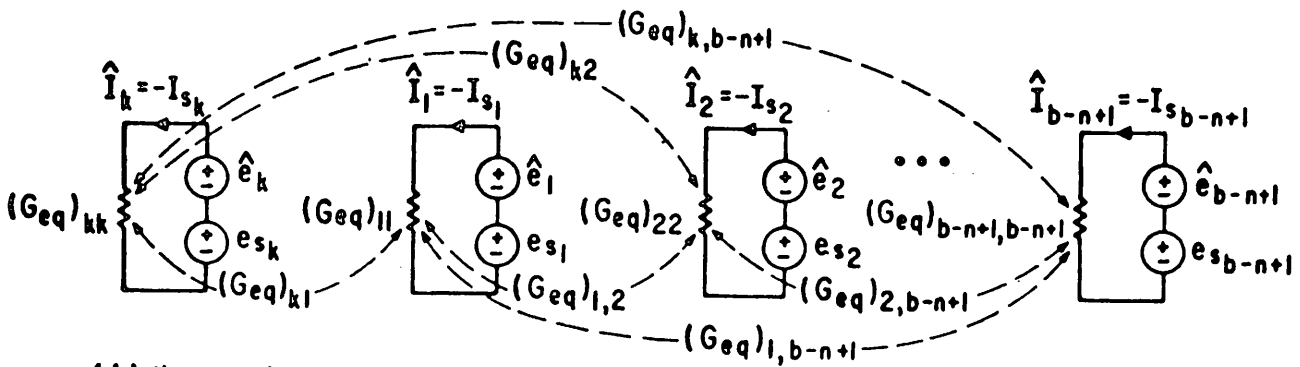 (Geq)k,b-n+1
(Geq)k2
Îk=-Isk
Î1=-Is1
Î2=-Is2
Îb-n+1=-Isb-n+1
+
-
êk
+
-
ê1
+
-
ê2
•••
+
-
êb-n+1
(Geq)kk
(Geq)11
(Geq)22
(Geq)b-n+1,b-n+1
+
-
esk
+
-
es1
+
-
es2
+
-
esb-n+1
(Geq)k1
(Geq)1,2
(Geq)2,b-n+1
(Geq)1,b-n+1